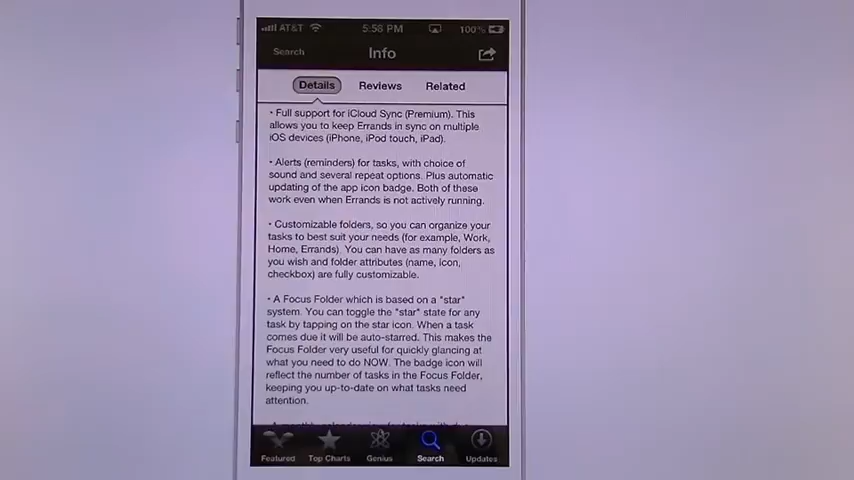 AT&T 5:58 PM 100%
Search Info
Details Reviews Related
• Full support for iCloud Sync (Premium). This
allows you to keep Errands in sync on multiple
iOS devices (iPhone, iPod touch, iPad).
• Alerts (reminders) for tasks, with choice of
sound and several repeat options. Plus automatic
updating of the app icon badge. Both of these
work even when Errands is not actively running.
• Customizable folders, so you can organize your
tasks to best suit your needs (for example, Work,
Home, Errands). You can have as many folders as
you wish and folder attributes (name, icon,
checkbox) are fully customizable.
• A Focus Folder which is based on a "star"
system. You can toggle the "star" state for any
task by tapping on the star icon. When a task
comes due it will be auto-starred. This makes the
Focus Folder very useful for quickly glancing at
what you need to do NOW. The badge icon will
reflect the number of tasks in the Focus Folder,
keeping you up-to-date on what tasks need
attention.
Featured Top Charts Genius Search Updates